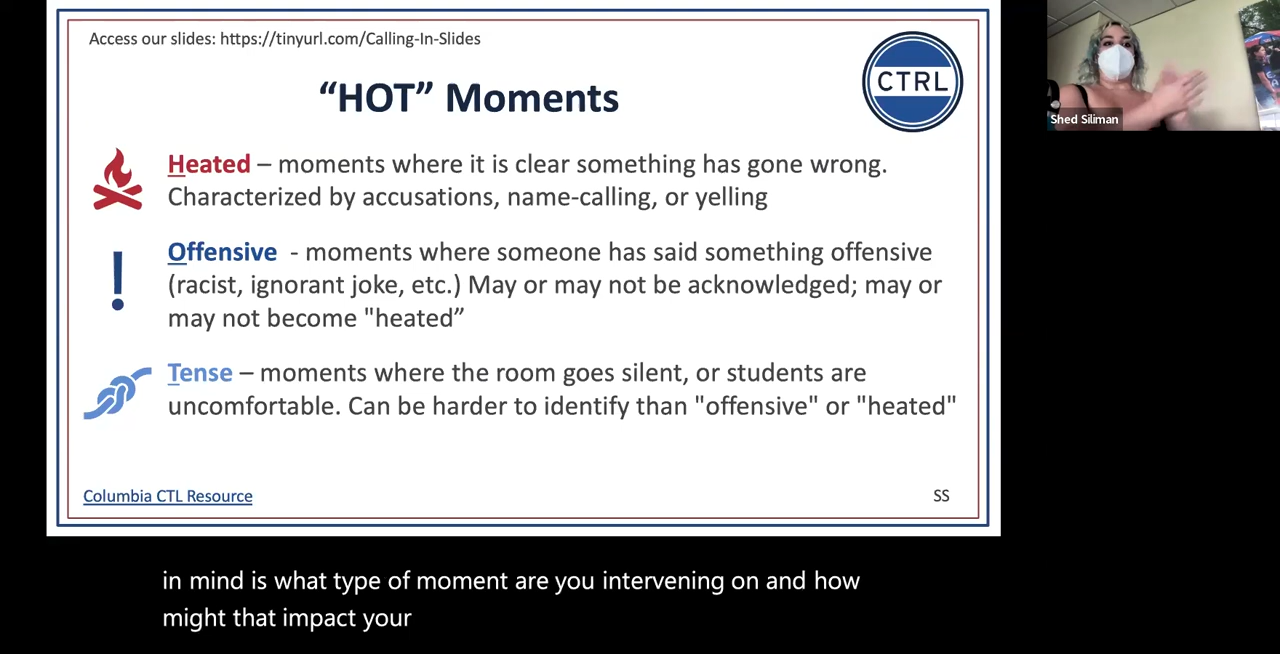 Access our slides: https://tinyurl.com/Calling-In-Slides
CTRL
Shed Siliman
“HOT” Moments
Heated – moments where it is clear something has gone wrong.
Characterized by accusations, name-calling, or yelling
Offensive - moments where someone has said something offensive
(racist, ignorant joke, etc.) May or may not be acknowledged; may or
may not become "heated”
Tense – moments where the room goes silent, or students are
uncomfortable. Can be harder to identify than "offensive" or "heated"
Columbia CTL Resource
SS
in mind is what type of moment are you intervening on and how
might that impact your